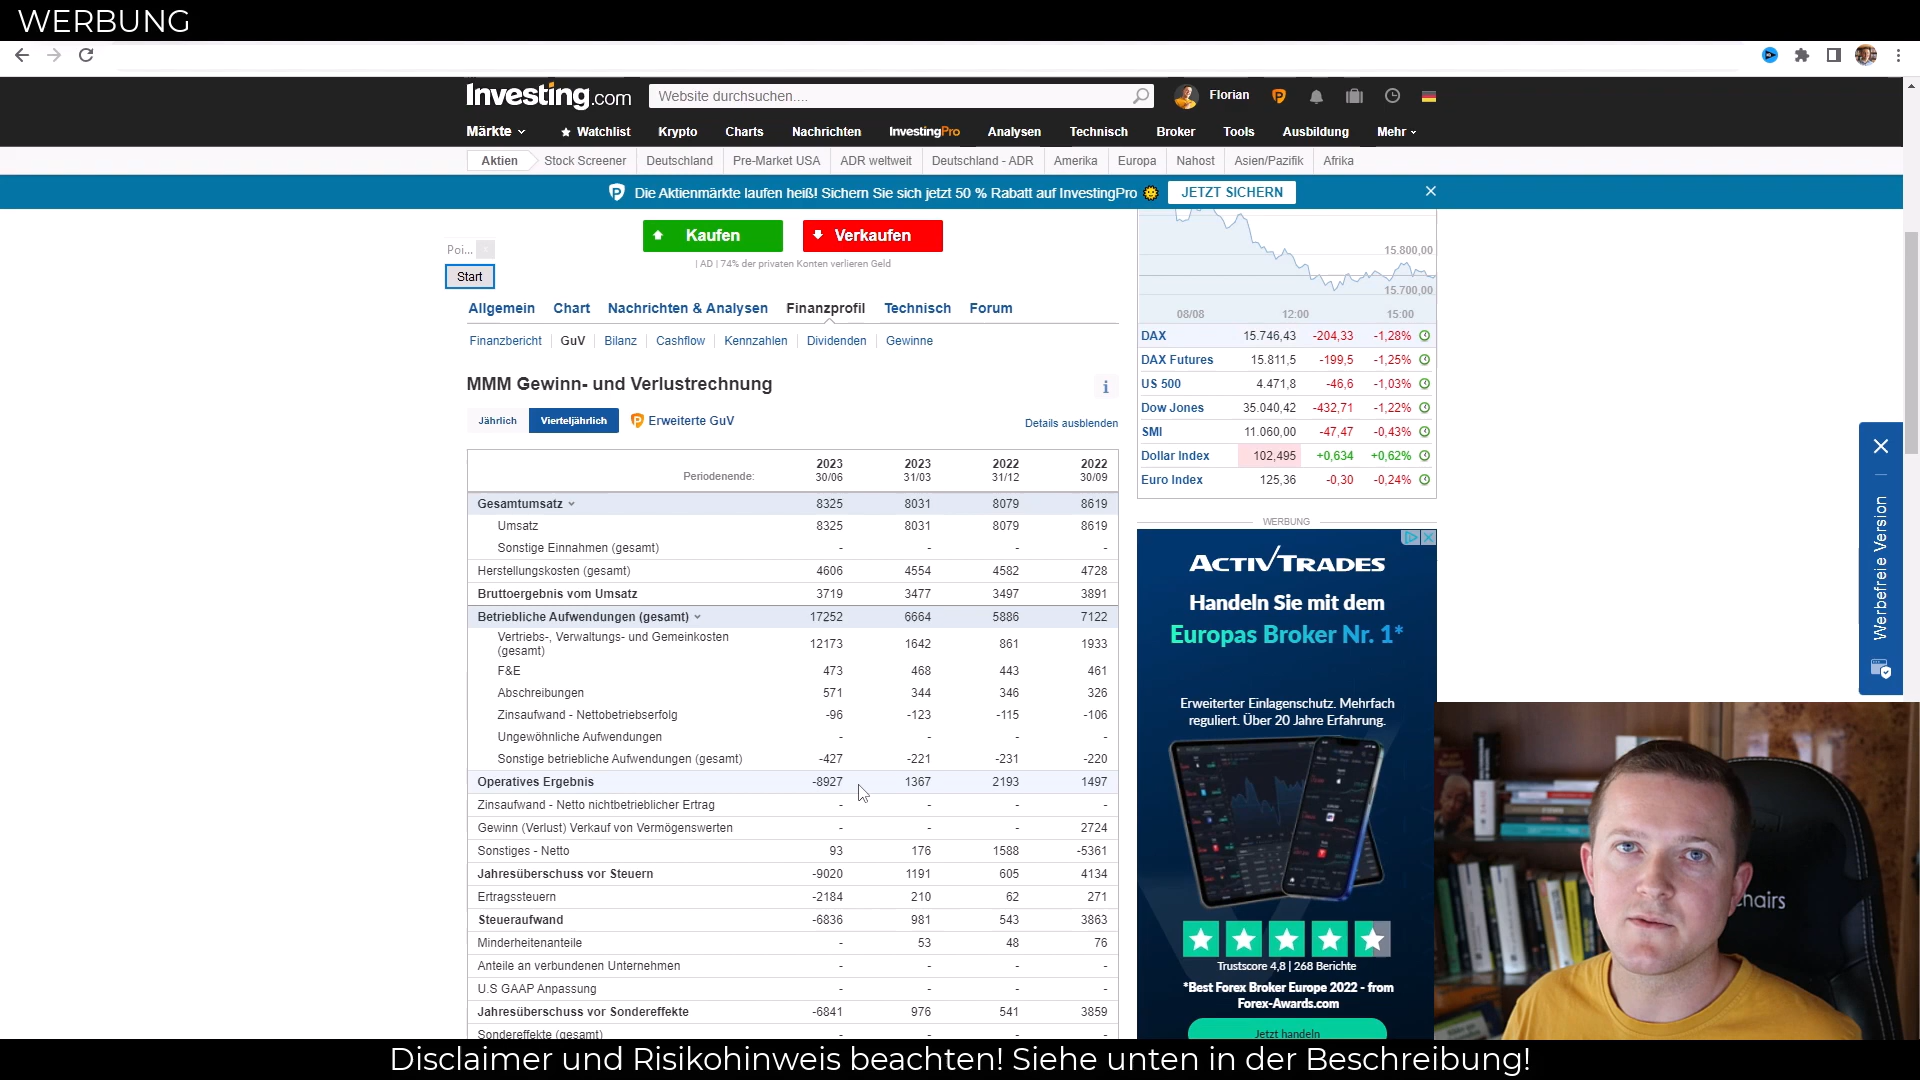 WERBUNG
Investing.com
Website durchsuchen....
Florian
Märkte
Watchlist
Krypto
Charts
Nachrichten
InvestingPro
Analysen
Technisch
Broker
Tools
Ausbildung
Mehr
Aktien
Stock Screener
Deutschland
Pre-Market USA
ADR weltweit
Deutschland - ADR
Amerika
Europa
Nahost
Asien/Pazifik
Afrika
Die Aktienmärkte laufen heiß! Sichern Sie sich jetzt 50 % Rabatt auf InvestingPro
JETZT SICHERN
Kaufen
Verkaufen
| AD | 74% der privaten Konten verlieren Geld
Poi...
Start
Allgemein
Chart
Nachrichten & Analysen
Finanzprofil
Technisch
Forum
Finanzbericht
GuV
Bilanz
Cashflow
Kennzahlen
Dividenden
Gewinne
MMM Gewinn- und Verlustrechnung
Jährlich
Vierteljährlich
Erweiterte GuV
Details ausblenden
Periodenende: 2023 30/06 2023 31/03 2022 31/12 2022 30/09
Gesamtumsatz 8325 8031 8079 8619
Umsatz 8325 8031 8079 8619
Sonstige Einnahmen (gesamt) - - - -
Herstellungskosten (gesamt) 4606 4554 4582 4728
Bruttoergebnis vom Umsatz 3719 3477 3497 3891
Betriebliche Aufwendungen (gesamt) 17252 6664 5886 7122
Vertriebs-, Verwaltungs- und Gemeinkosten
(gesamt) 12173 1642 861 1933
F&E 473 468 443 461
Abschreibungen 571 344 346 326
Zinsaufwand - Nettobetriebserfolg -96 -123 -115 -106
Ungewöhnliche Aufwendungen - - - -
Sonstige betriebliche Aufwendungen (gesamt) -427 -221 -231 -220
Operatives Ergebnis -8927 1367 2193 1497
Zinsaufwand - Netto nichtbetrieblicher Ertrag - - - -
Gewinn (Verlust) Verkauf von Vermögenswerten - - - 2724
Sonstiges - Netto 93 176 1588 -5361
Jahresüberschuss vor Steuern -9020 1191 605 4134
Ertragssteuern -2184 210 62 271
Steueraufwand -6836 981 543 3863
Minderheitenanteile - 53 48 76
Anteile an verbundenen Unternehmen - - - -
U.S GAAP Anpassung - - - -
Jahresüberschuss vor Sondereffekte -6841 976 541 3859
Sondereffekte (gesamt) - - - -
15.800,00
15.700,00
08/08 12:00 15:00
DAX 15.746,43 -204,33 -1,28%
DAX Futures 15.811,5 -199,5 -1,25%
US 500 4.471,8 -46,6 -1,03%
Dow Jones 35.040,42 -432,71 -1,22%
SMI 11.060,00 -47,47 -0,43%
Dollar Index 102,495 +0,634 +0,62%
Euro Index 125,36 -0,30 -0,24%
WERBUNG
ACTIVTRADES
Handeln Sie mit dem
Europas Broker Nr. 1*
Erweiterter Einlagenschutz. Mehrfach
reguliert. Über 20 Jahre Erfahrung.
Trustscore 4,8 | 268 Berichte
*Best Forex Broker Europe 2022 - from
Forex-Awards.com
Jetzt handeln
Werbefreie Version
hairs
Disclaimer und Risikohinweis beachten! Siehe unten in der Beschreibung!